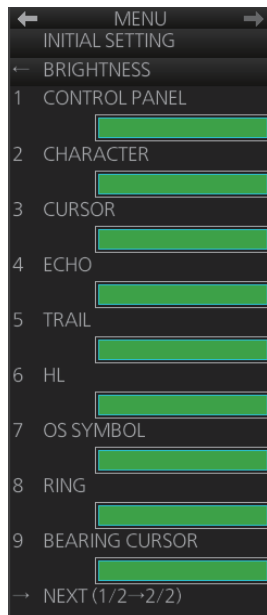 ← MENU →
INITIAL SETTING
← BRIGHTNESS
1 CONTROL PANEL
2 CHARACTER
3 CURSOR
4 ECHO
5 TRAIL
6 HL
7 OS SYMBOL
8 RING
9 BEARING CURSOR
→ NEXT (1/2→2/2)